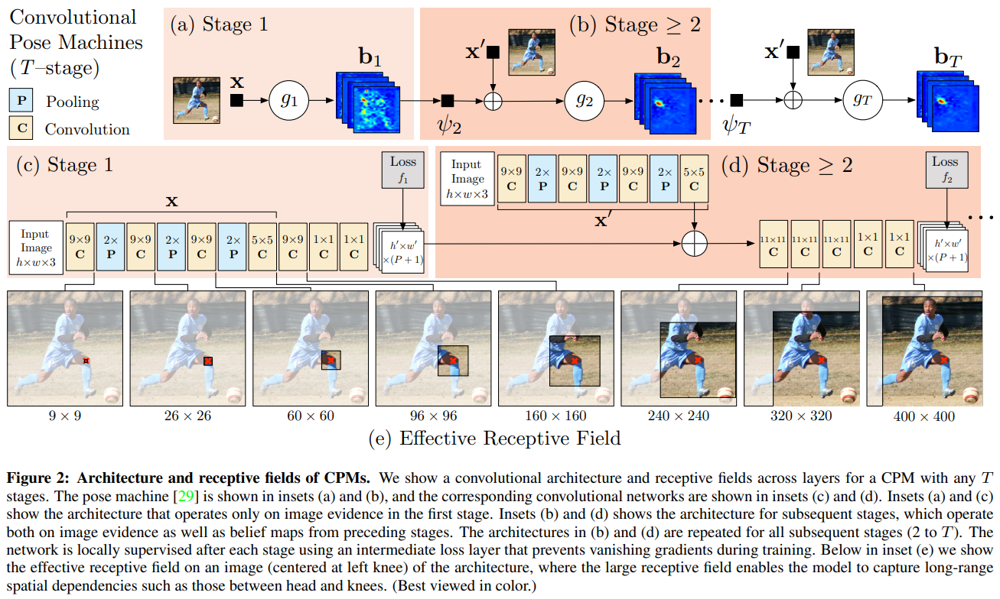 Convolutional
Pose Machines
(T–stage)
P Pooling
C Convolution
(a) Stage 1
x
g₁
b₁
(b) Stage ≥ 2
ψ₂
x′
g₂
b₂
ψ_T
x′
g_T
b_T
(c) Stage 1
Loss
f₁
x
Input
Image
h×w×3
9×9
C
2×
P
9×9
C
2×
P
9×9
C
2×
P
5×5
C
9×9
C
1×1
C
1×1
C
h′×w′
×(P + 1)
(d) Stage ≥ 2
Input
Image
h×w×3
9×9
C
2×
P
9×9
C
2×
P
9×9
C
2×
P
5×5
C
x′
11×11
C
11×11
C
11×11
C
1×1
C
1×1
C
Loss
f₂
h′×w′
×(P + 1)
9 × 9
26 × 26
60 × 60
96 × 96
160 × 160
240 × 240
320 × 320
400 × 400
(e) Effective Receptive Field
Figure 2: Architecture and receptive fields of CPMs. We show a convolutional architecture and receptive fields across layers for a CPM with any T
stages. The pose machine [29] is shown in insets (a) and (b), and the corresponding convolutional networks are shown in insets (c) and (d). Insets (a) and (c)
show the architecture that operates only on image evidence in the first stage. Insets (b) and (d) shows the architecture for subsequent stages, which operate
both on image evidence as well as belief maps from preceding stages. The architectures in (b) and (d) are repeated for all subsequent stages (2 to T). The
network is locally supervised after each stage using an intermediate loss layer that prevents vanishing gradients during training. Below in inset (e) we show
the effective receptive field on an image (centered at left knee) of the architecture, where the large receptive field enables the model to capture long-range
spatial dependencies such as those between head and knees. (Best viewed in color.)